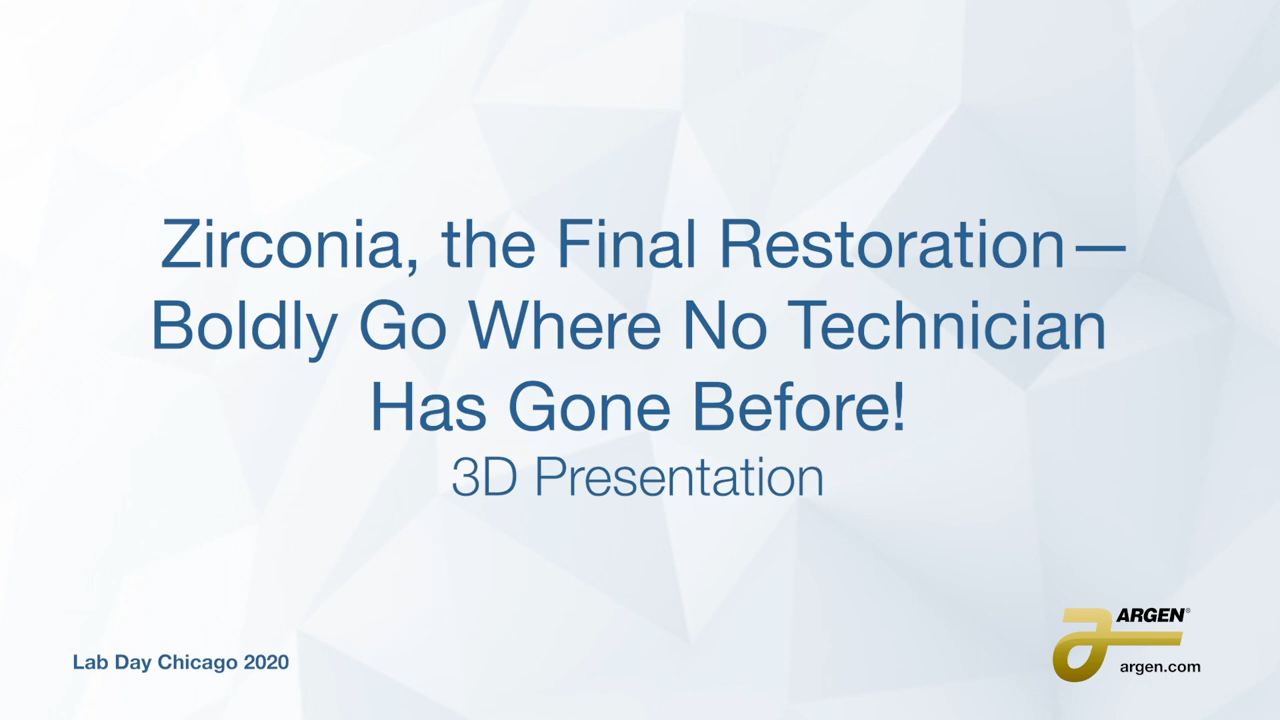 Zirconia, the Final Restoration—
Boldly Go Where No Technician
Has Gone Before!
3D Presentation
Lab Day Chicago 2020
ARGEN®
argen.com